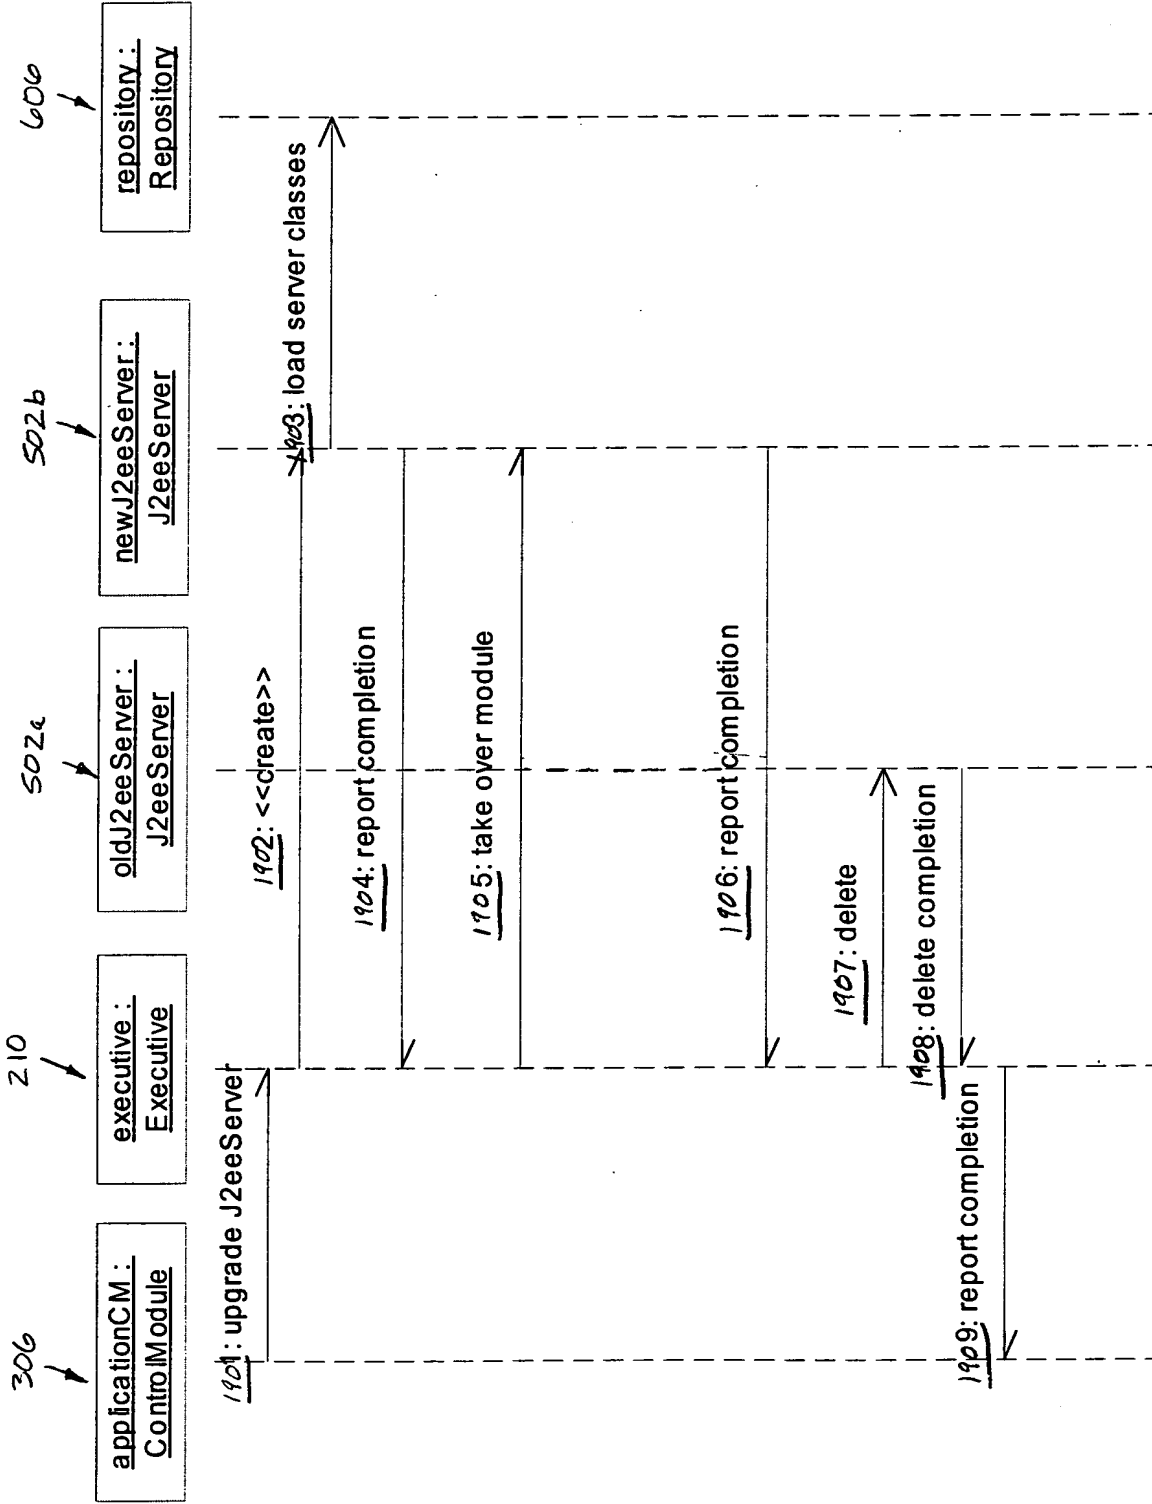 306
applicationCM :
ControlModule
210
executive :
Executive
502a
oldJ2eeServer :
J2eeServer
502b
newJ2eeServer :
J2eeServer
606
repository :
Repository
1901: upgrade J2eeServer
1902: <<create>>
1903: load server classes
1904: report completion
1905: take over module
1906: report completion
1907: delete
1908: delete completion
1909: report completion